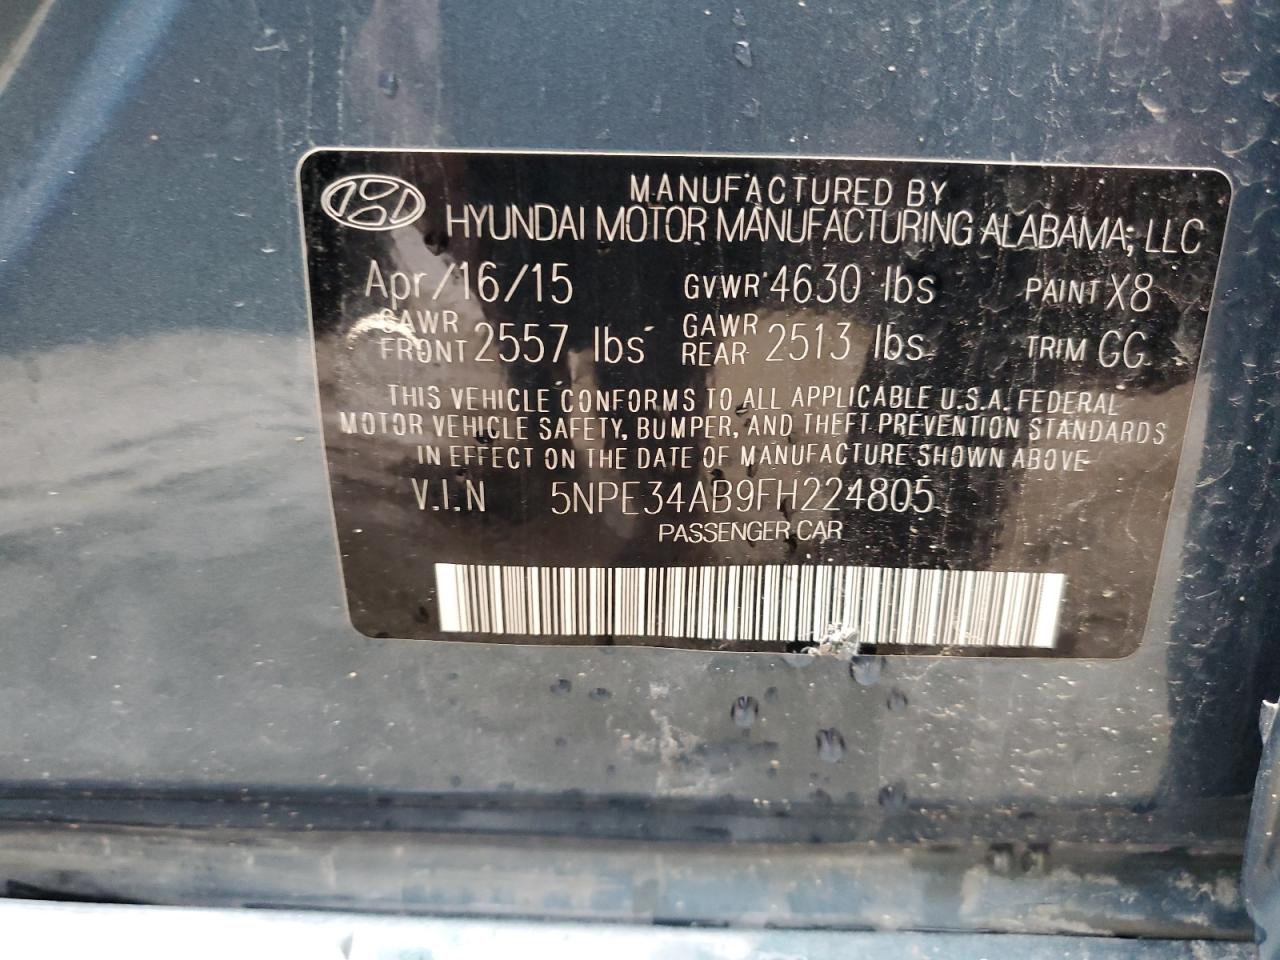 MANUFACTURED BY
HYUNDAI MOTOR MANUFACTURING ALABAMA, LLC
Apr/16/15 GVWR 4630 lbs PAINT X8
GAWR FRONT 2557 lbs GAWR REAR 2513 lbs TRIM GG
THIS VEHICLE CONFORMS TO ALL APPLICABLE U.S.A. FEDERAL
MOTOR VEHICLE SAFETY, BUMPER, AND THEFT PREVENTION STANDARDS
IN EFFECT ON THE DATE OF MANUFACTURE SHOWN ABOVE
V.I.N 5NPE34AB9FH224805
PASSENGER CAR